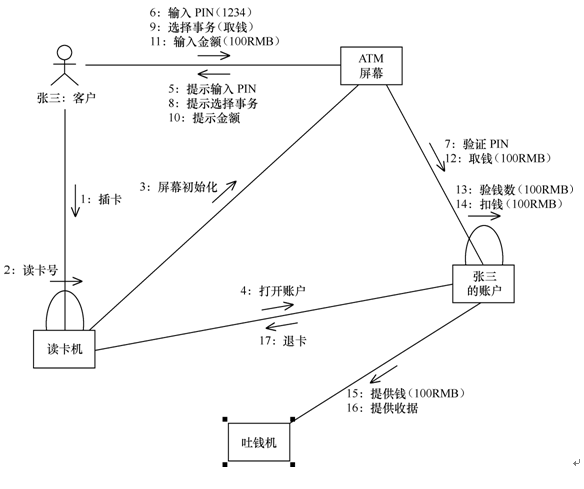 6：输入 PIN(1234)
9：选择事务(取钱)
11：输入金额(100RMB)
ATM
屏幕
张三：客户
5：提示输入 PIN
8：提示选择事务
10：提示金额
7：验证 PIN
12：取钱(100RMB)
3：屏幕初始化
1：插卡
13：验钱数(100RMB)
14：扣钱(100RMB)
2：读卡号
张三
的账户
4：打开账户
读卡机
17：退卡
15：提供钱(100RMB)
16：提供收据
吐钱机